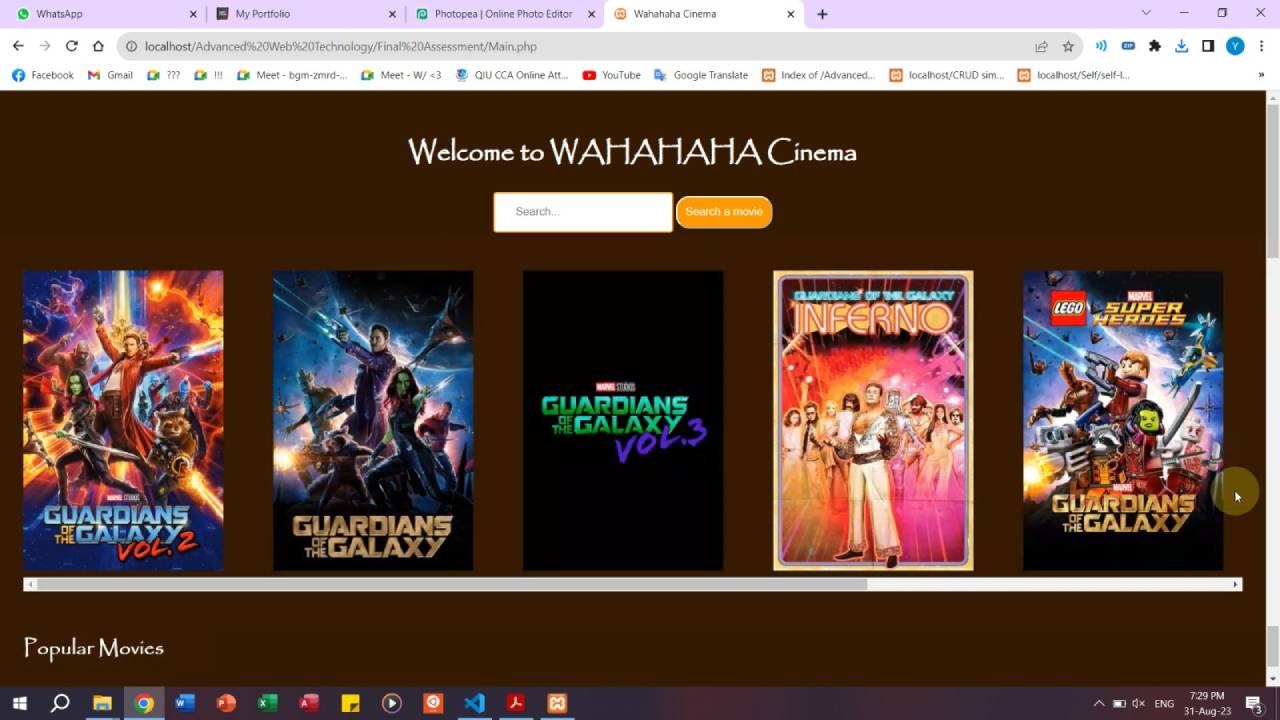 WhatsApp
My Portfolio
Photopea | Online Photo Editor
Wahahaha Cinema
localhost/Advanced%20Web%20Technology/Final%20Assessment/Main.php
ZIP
Y
Facebook
Gmail
???
!!!
Meet - bgm-zmrd-...
Meet - W/ <3
QIU CCA Online Att...
YouTube
Google Translate
Index of /Advanced...
localhost/CRUD sim...
localhost/Self/self-l...
»
Welcome to WAHAHAHA Cinema
Search...
Search a movie
MARVEL STUDIOS
GUARDIANS
OF THE GALAXY
VOL. 2
GUARDIANS
OF THE GALAXY
MARVEL STUDIOS
GUARDIANS
OF THE GALAXY
VOL.3
GUARDIANS OF THE GALAXY
INFERNO
LEGO
MARVEL
SUPER HEROES
MARVEL
GUARDIANS
OF THE GALAXY
Popular Movies
ENG
7:29 PM
31-Aug-23
3